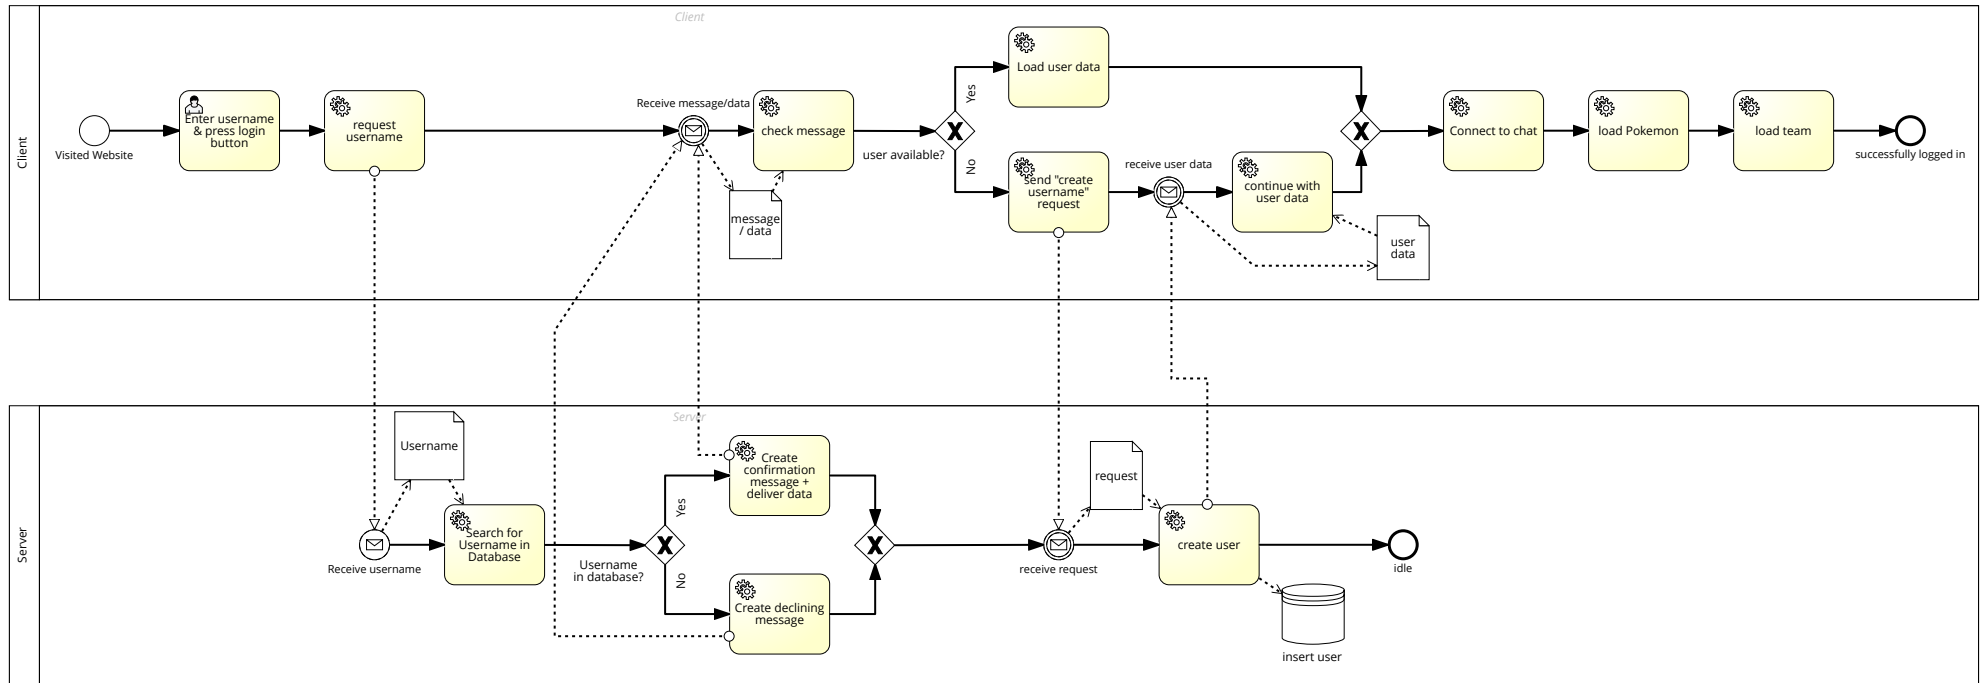 Client
Client
Visited Website
Enter username
& press login
button
request
username
Receive message/data
check message
message
/ data
user available?
Yes
No
Load user data
send "create
username"
request
receive user data
continue with
user data
user
data
Connect to chat
load Pokemon
load team
successfully logged in
Server
Server
Username
Receive username
Search for
Username in
Database
Username
in database?
Yes
No
Create
confirmation
message +
deliver data
Create declining
message
receive request
request
create user
insert user
idle